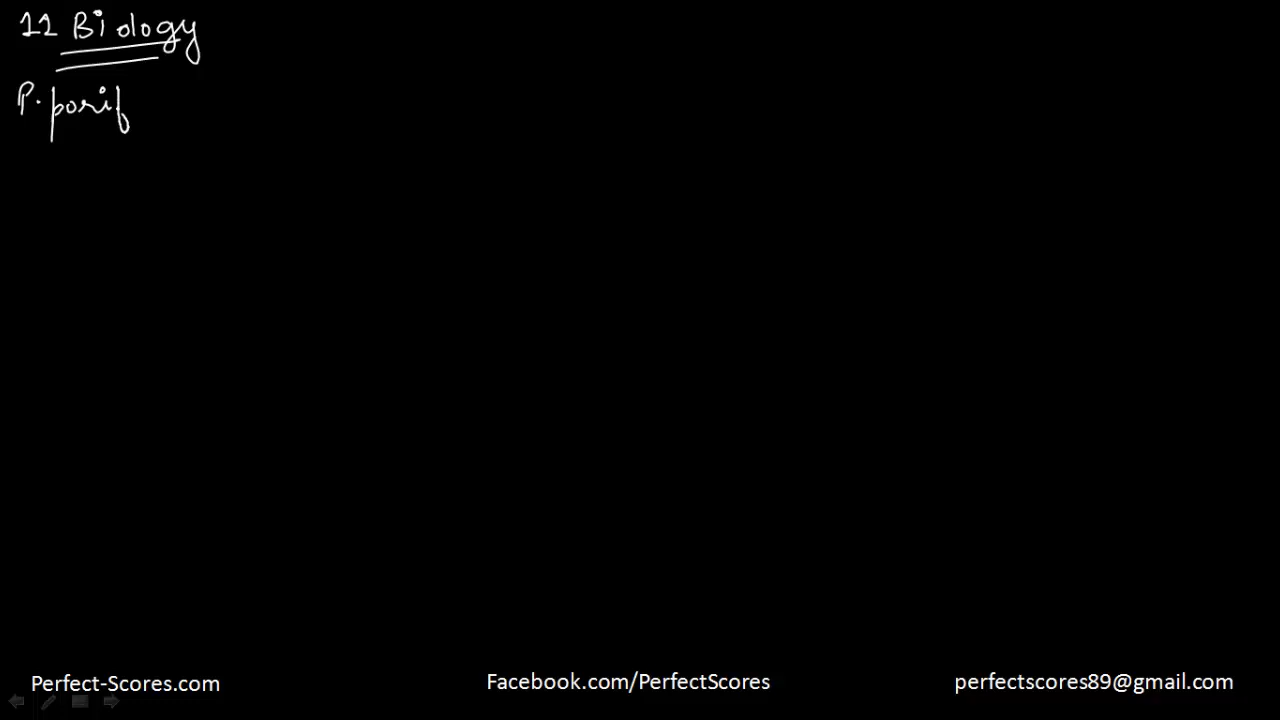 11 Biology
P. porif
Perfect-Scores.com
Facebook.com/PerfectScores
perfectscores89@gmail.com